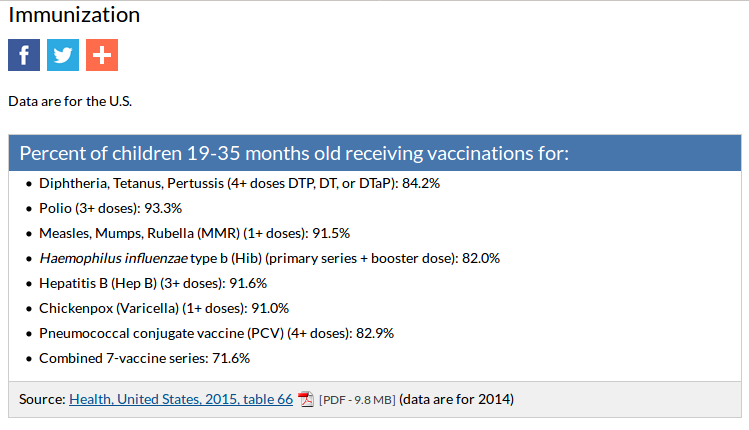 Immunization
Data are for the U.S.
Percent of children 19-35 months old receiving vaccinations for:
• Diphtheria, Tetanus, Pertussis (4+ doses DTP, DT, or DTaP): 84.2%
• Polio (3+ doses): 93.3%
• Measles, Mumps, Rubella (MMR) (1+ doses): 91.5%
• Haemophilus influenzae type b (Hib) (primary series + booster dose): 82.0%
• Hepatitis B (Hep B) (3+ doses): 91.6%
• Chickenpox (Varicella) (1+ doses): 91.0%
• Pneumococcal conjugate vaccine (PCV) (4+ doses): 82.9%
• Combined 7-vaccine series: 71.6%
Source: Health, United States, 2015, table 66 [PDF - 9.8 MB] (data are for 2014)